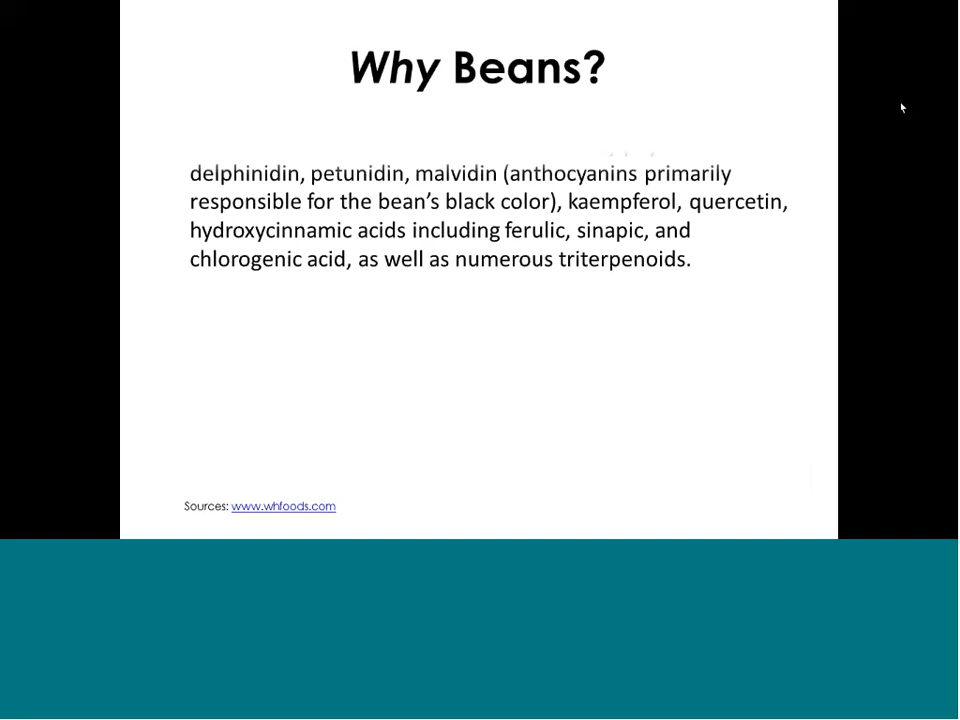 Why Beans?
delphinidin, petunidin, malvidin (anthocyanins primarily
responsible for the bean’s black color), kaempferol, quercetin,
hydroxycinnamic acids including ferulic, sinapic, and
chlorogenic acid, as well as numerous triterpenoids.
Sources: www.whfoods.com